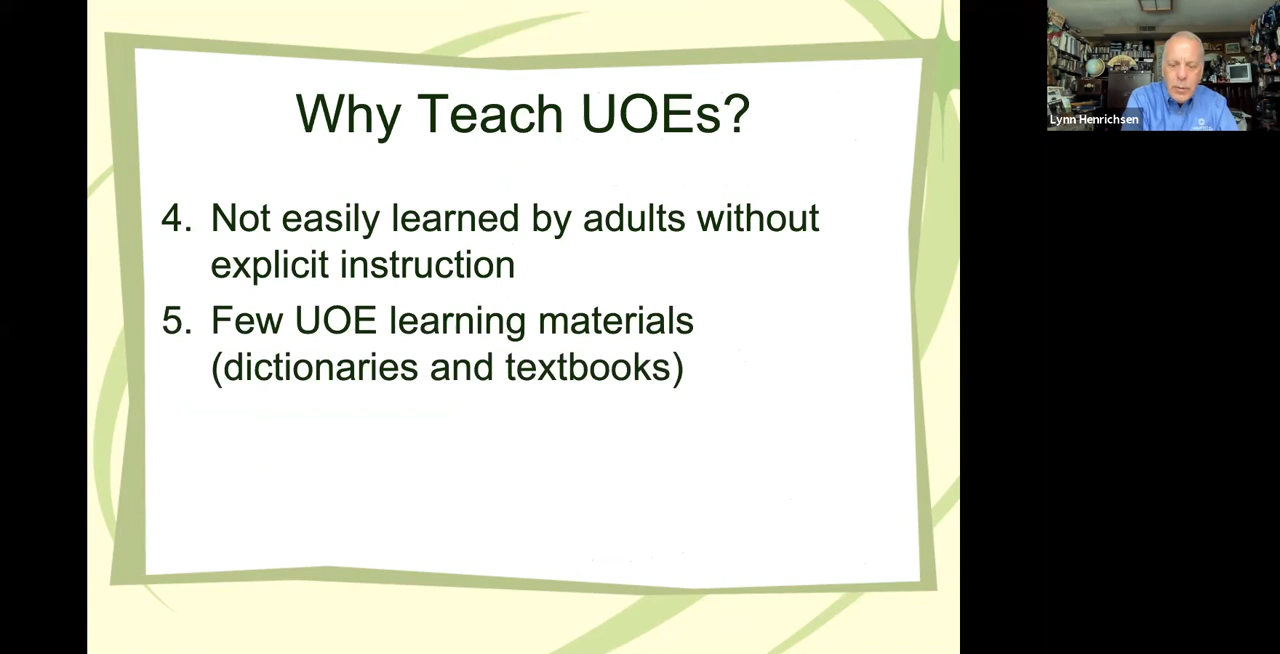 Why Teach UOEs?
4. Not easily learned by adults without
explicit instruction
5. Few UOE learning materials
(dictionaries and textbooks)
Lynn Henrichsen